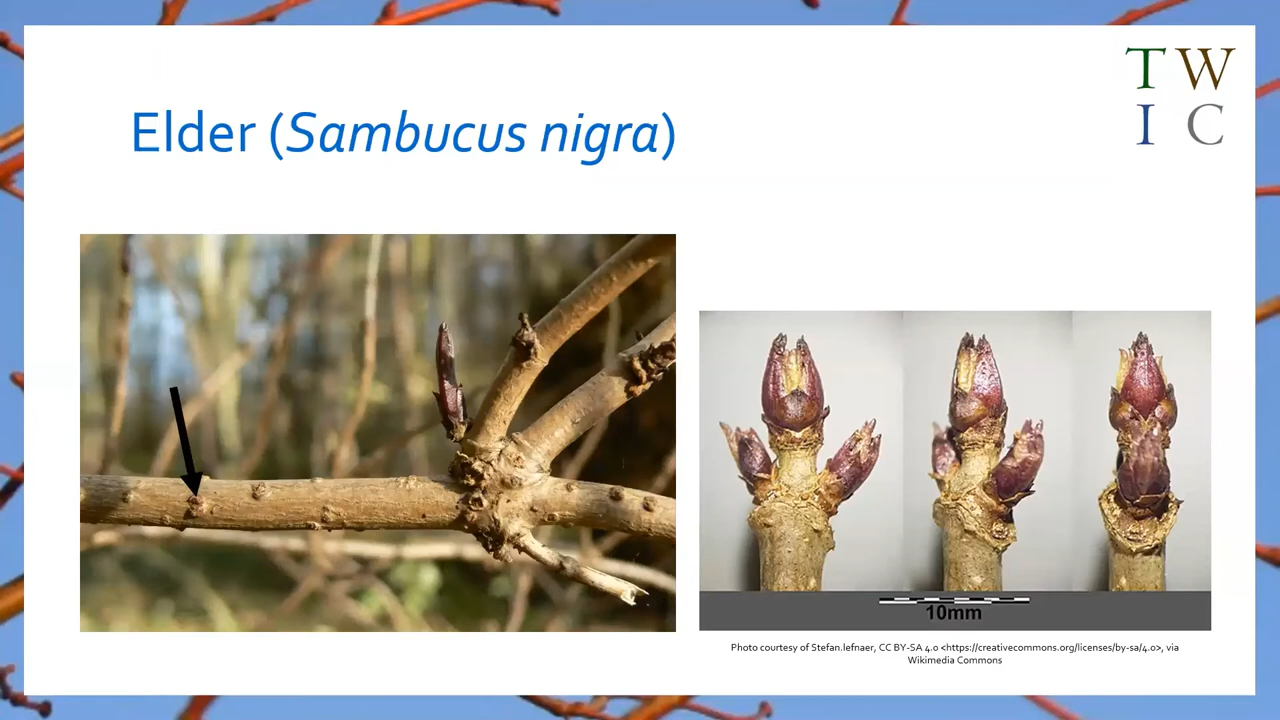 T W
I C
Elder (Sambucus nigra)
10mm
Photo courtesy of Stefan.lefnaer, CC BY-SA 4.0 <https://creativecommons.org/licenses/by-sa/4.0>, via
Wikimedia Commons